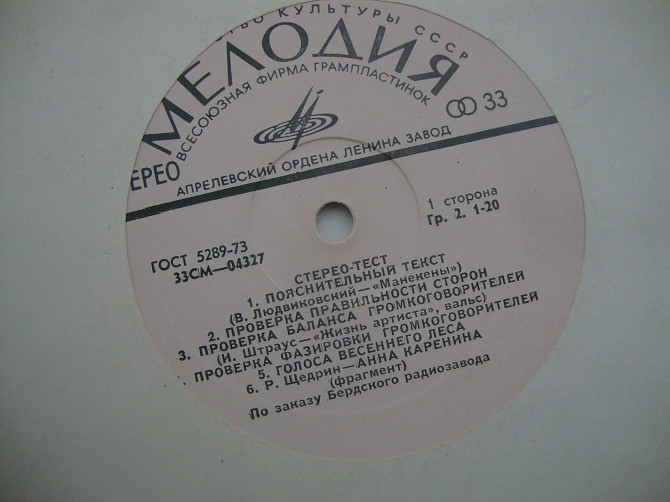 СТВО КУЛЬТУРЫ СССР
МЕЛОДИЯ
ВСЕСОЮЗНАЯ ФИРМА ГРАМПЛАСТИНОК
ТЕРЕО
33
АПРЕЛЕВСКИЙ ОРДЕНА ЛЕНИНА ЗАВОД
1 сторона
Гр. 2. 1-20
ГОСТ 5289-73
33СМ—04327
СТЕРЕО-ТЕСТ
1. ПОЯСНИТЕЛЬНЫЙ ТЕКСТ
(В. Людвиковский—«Манекены»)
2. ПРОВЕРКА ПРАВИЛЬНОСТИ СТОРОН
3. ПРОВЕРКА БАЛАНСА ГРОМКОГОВОРИТЕЛЕЙ
(И. Штраус—«Жизнь артиста», вальс)
. ПРОВЕРКА ФАЗИРОВКИ ГРОМКОГОВОРИТЕЛЕЙ
5. ГОЛОСА ВЕСЕННЕГО ЛЕСА
6. Р. Щедрин—АННА КАРЕНИНА
(фрагмент)
По заказу Бердского радиозавода